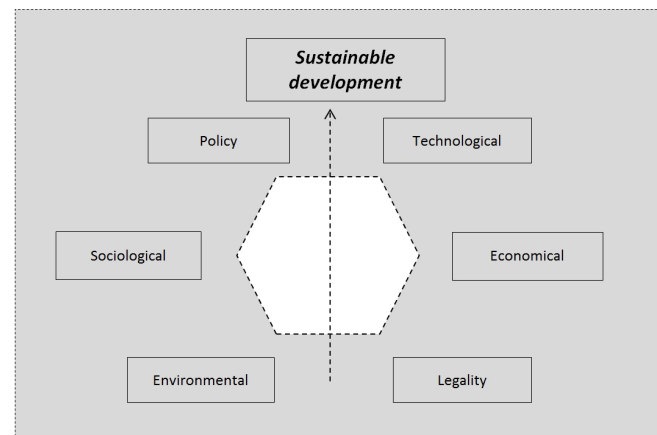 Sustainable
development
Policy
Technological
Sociological
Economical
Environmental
Legality